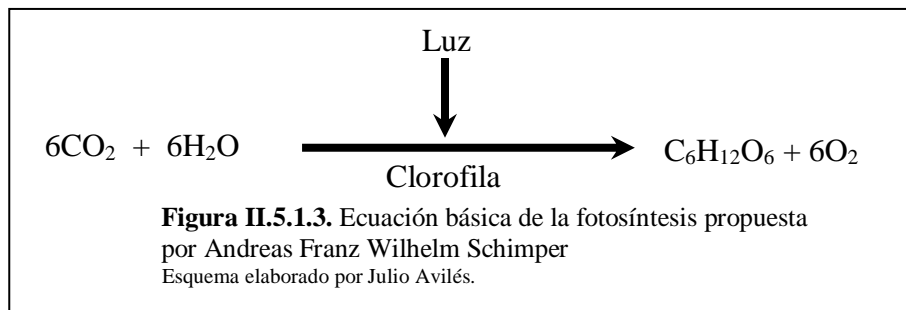 Luz
6CO₂ + 6H₂O
C₆H₁₂O₆ + 6O₂
Clorofila
Figura II.5.1.3. Ecuación básica de la fotosíntesis propuesta
por Andreas Franz Wilhelm Schimper
Esquema elaborado por Julio Avilés.